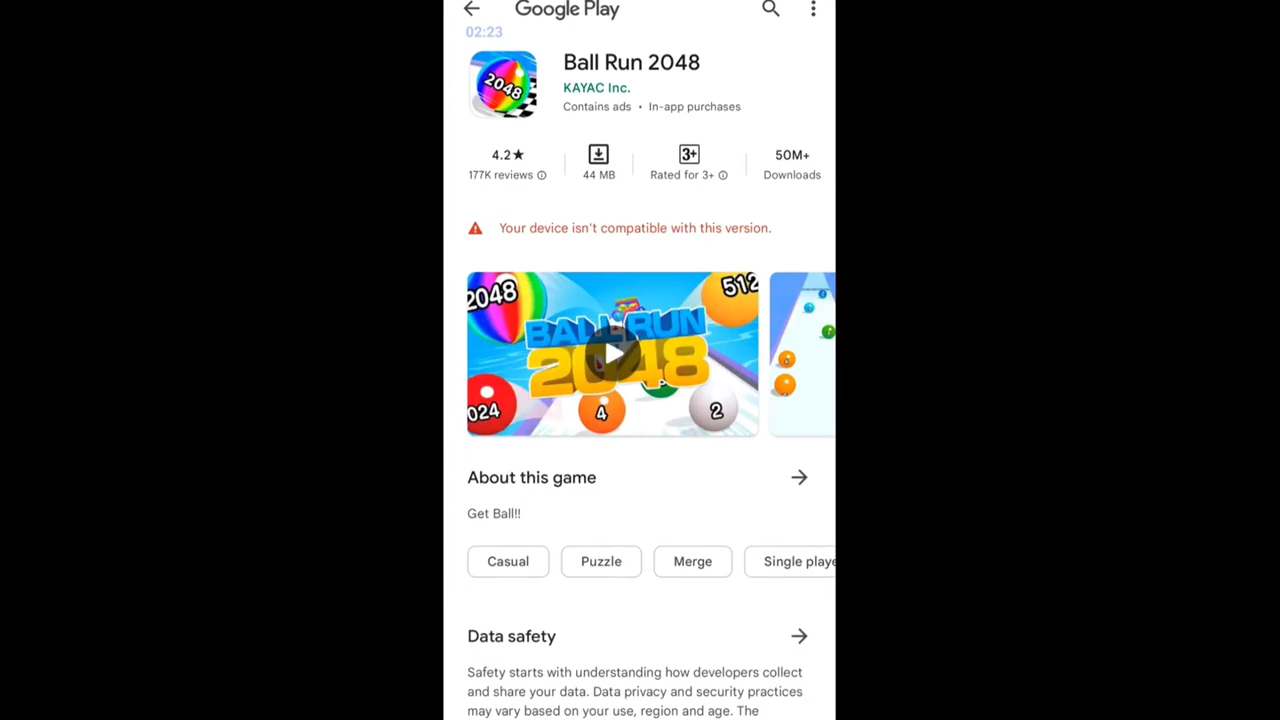 Google Play
02:23
Ball Run 2048
KAYAC Inc.
Contains ads • In-app purchases
4.2★
177K reviews
44 MB
3+
Rated for 3+
50M+
Downloads
Your device isn't compatible with this version.
2048
512
BALL RUN
2048
024
4
2
About this game
Get Ball!!
Casual
Puzzle
Merge
Single playe
Data safety
Safety starts with understanding how developers collect
and share your data. Data privacy and security practices
may vary based on your use, region and age. The